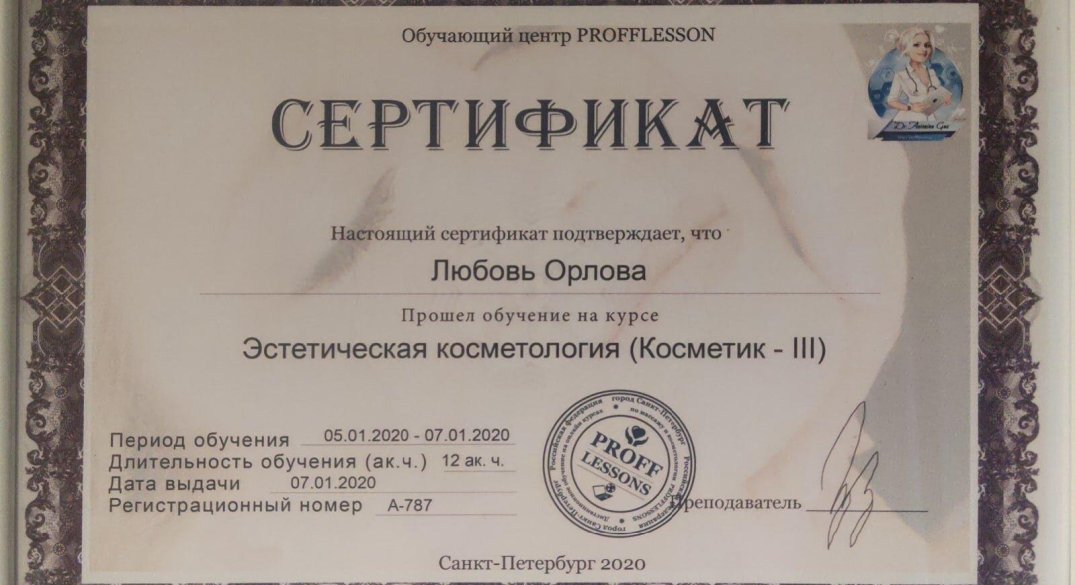 Обучающий центр PROFFLESSON
СЕРТИФИКАТ
Настоящий сертификат подтверждает, что
Любовь Орлова
Прошел обучение на курсе
Эстетическая косметология (Косметик - III)
Период обучения 05.01.2020 - 07.01.2020
Длительность обучения (ак.ч.) 12 ак. ч.
Дата выдачи 07.01.2020
Регистрационный номер А-787
PROFF
LESSONS
Преподаватель
Санкт-Петербург 2020